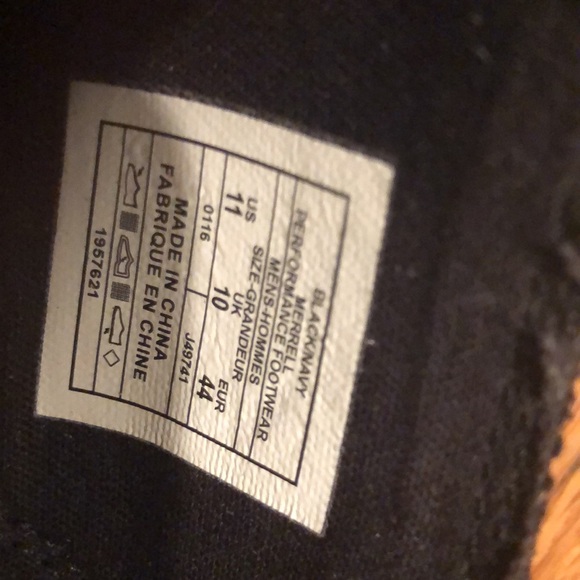 BLACK/NAVY
MERRELL
PERFORMANCE FOOTWEAR
MENS-HOMMES
SIZE-GRANDEUR
US UK EUR
11 10 44
0116 J49741
MADE IN CHINA
FABRIQUE EN CHINE
1957621